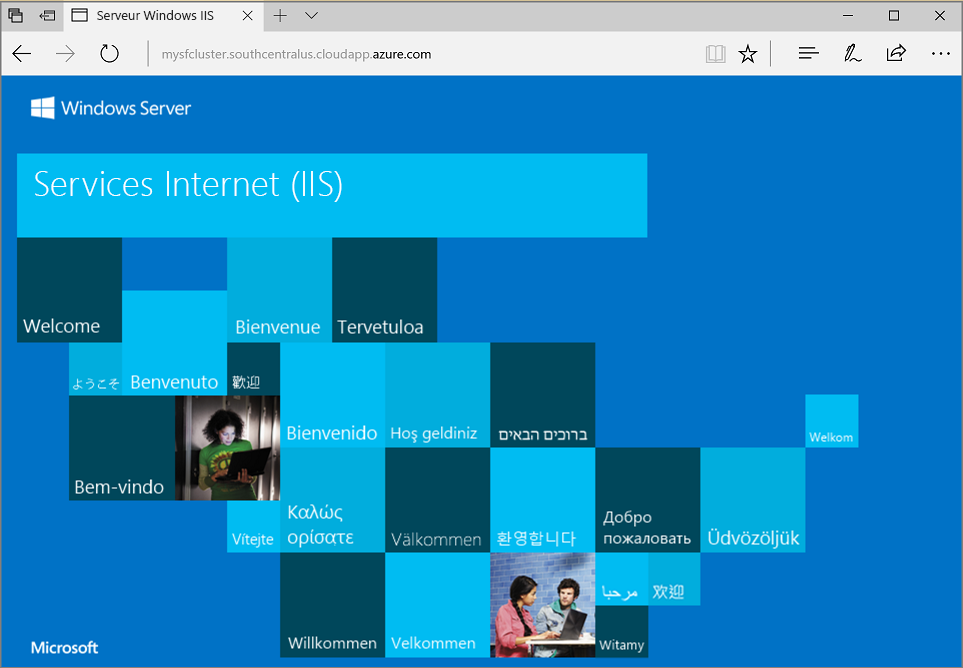 Serveur Windows IIS
mysfcluster.southcentralus.cloudapp.azure.com
Windows Server
Services Internet (IIS)
Welcome
Bienvenue
Tervetuloa
ようこそ
Benvenuto
歡迎
Bienvenido
Hoş geldiniz
ברוכים הבאים
Welkom
Bem-vindo
Vítejte
Καλώς
ορίσατε
Välkommen
환영합니다
Добро
пожаловать
Üdvözöljük
مرحبا
欢迎
Willkommen
Velkommen
Witamy
Microsoft